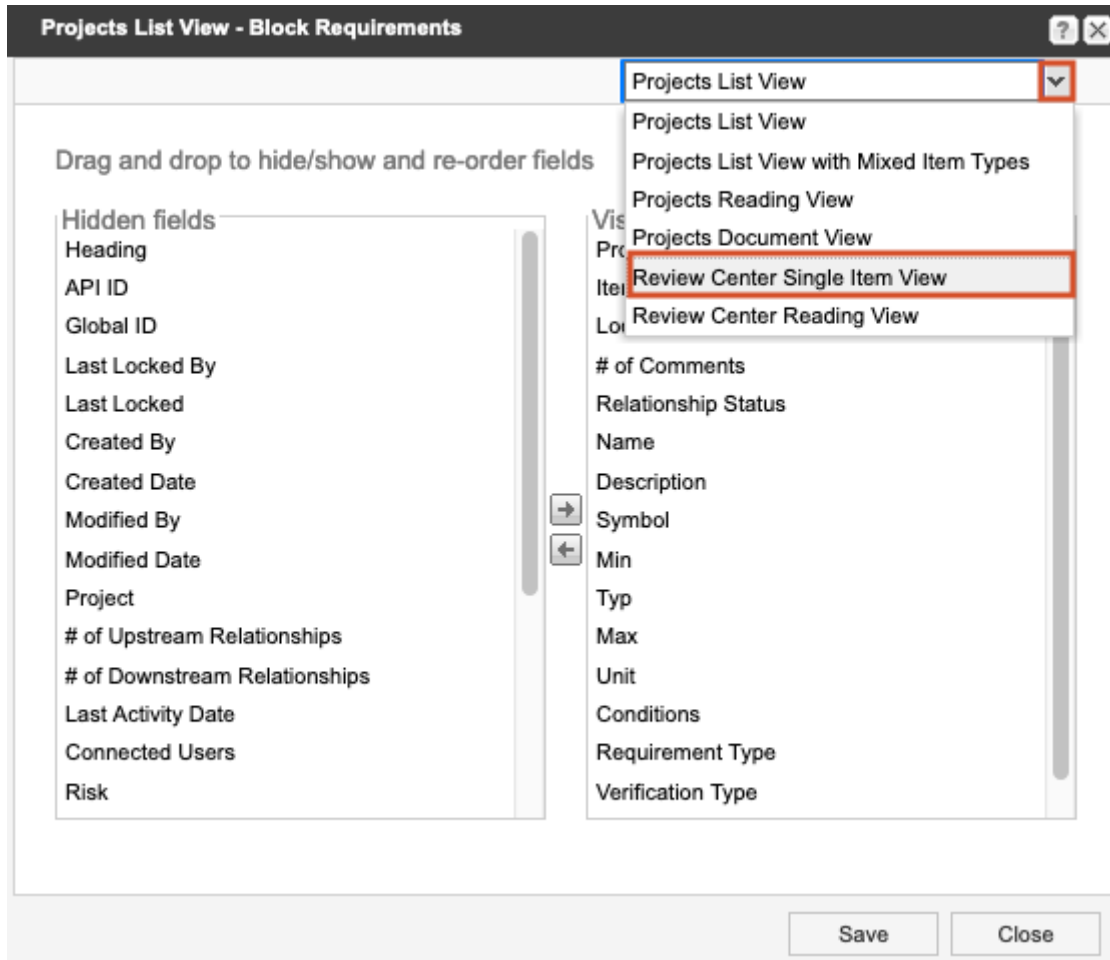 Projects List View - Block Requirements
Projects List View
Projects List View
Projects List View with Mixed Item Types
Projects Reading View
Projects Document View
Review Center Single Item View
Review Center Reading View
Drag and drop to hide/show and re-order fields
Hidden fields
Heading
API ID
Global ID
Last Locked By
Last Locked
Created By
Created Date
Modified By
Modified Date
Project
# of Upstream Relationships
# of Downstream Relationships
Last Activity Date
Connected Users
Risk
# of Comments
Relationship Status
Name
Description
Symbol
Min
Typ
Max
Unit
Conditions
Requirement Type
Verification Type
Save
Close